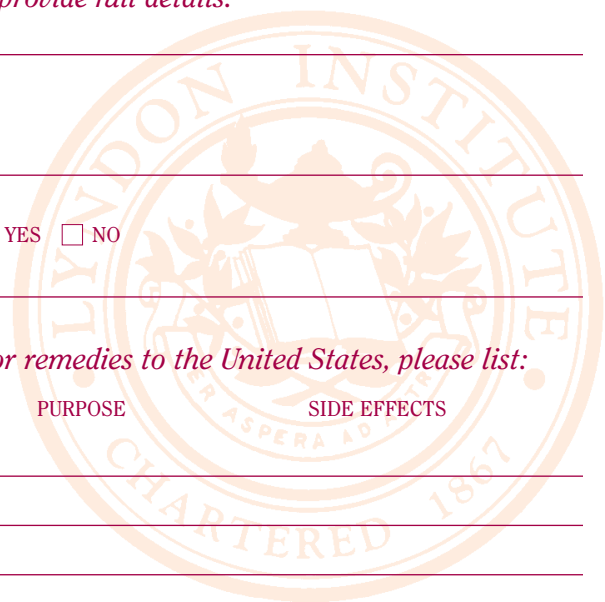 provide full details.
YES NO
or remedies to the United States, please list:
PURPOSE SIDE EFFECTS
LYNDON INSTITUTE
PER ASPERA AD ASTRA
CHARTERED 1867